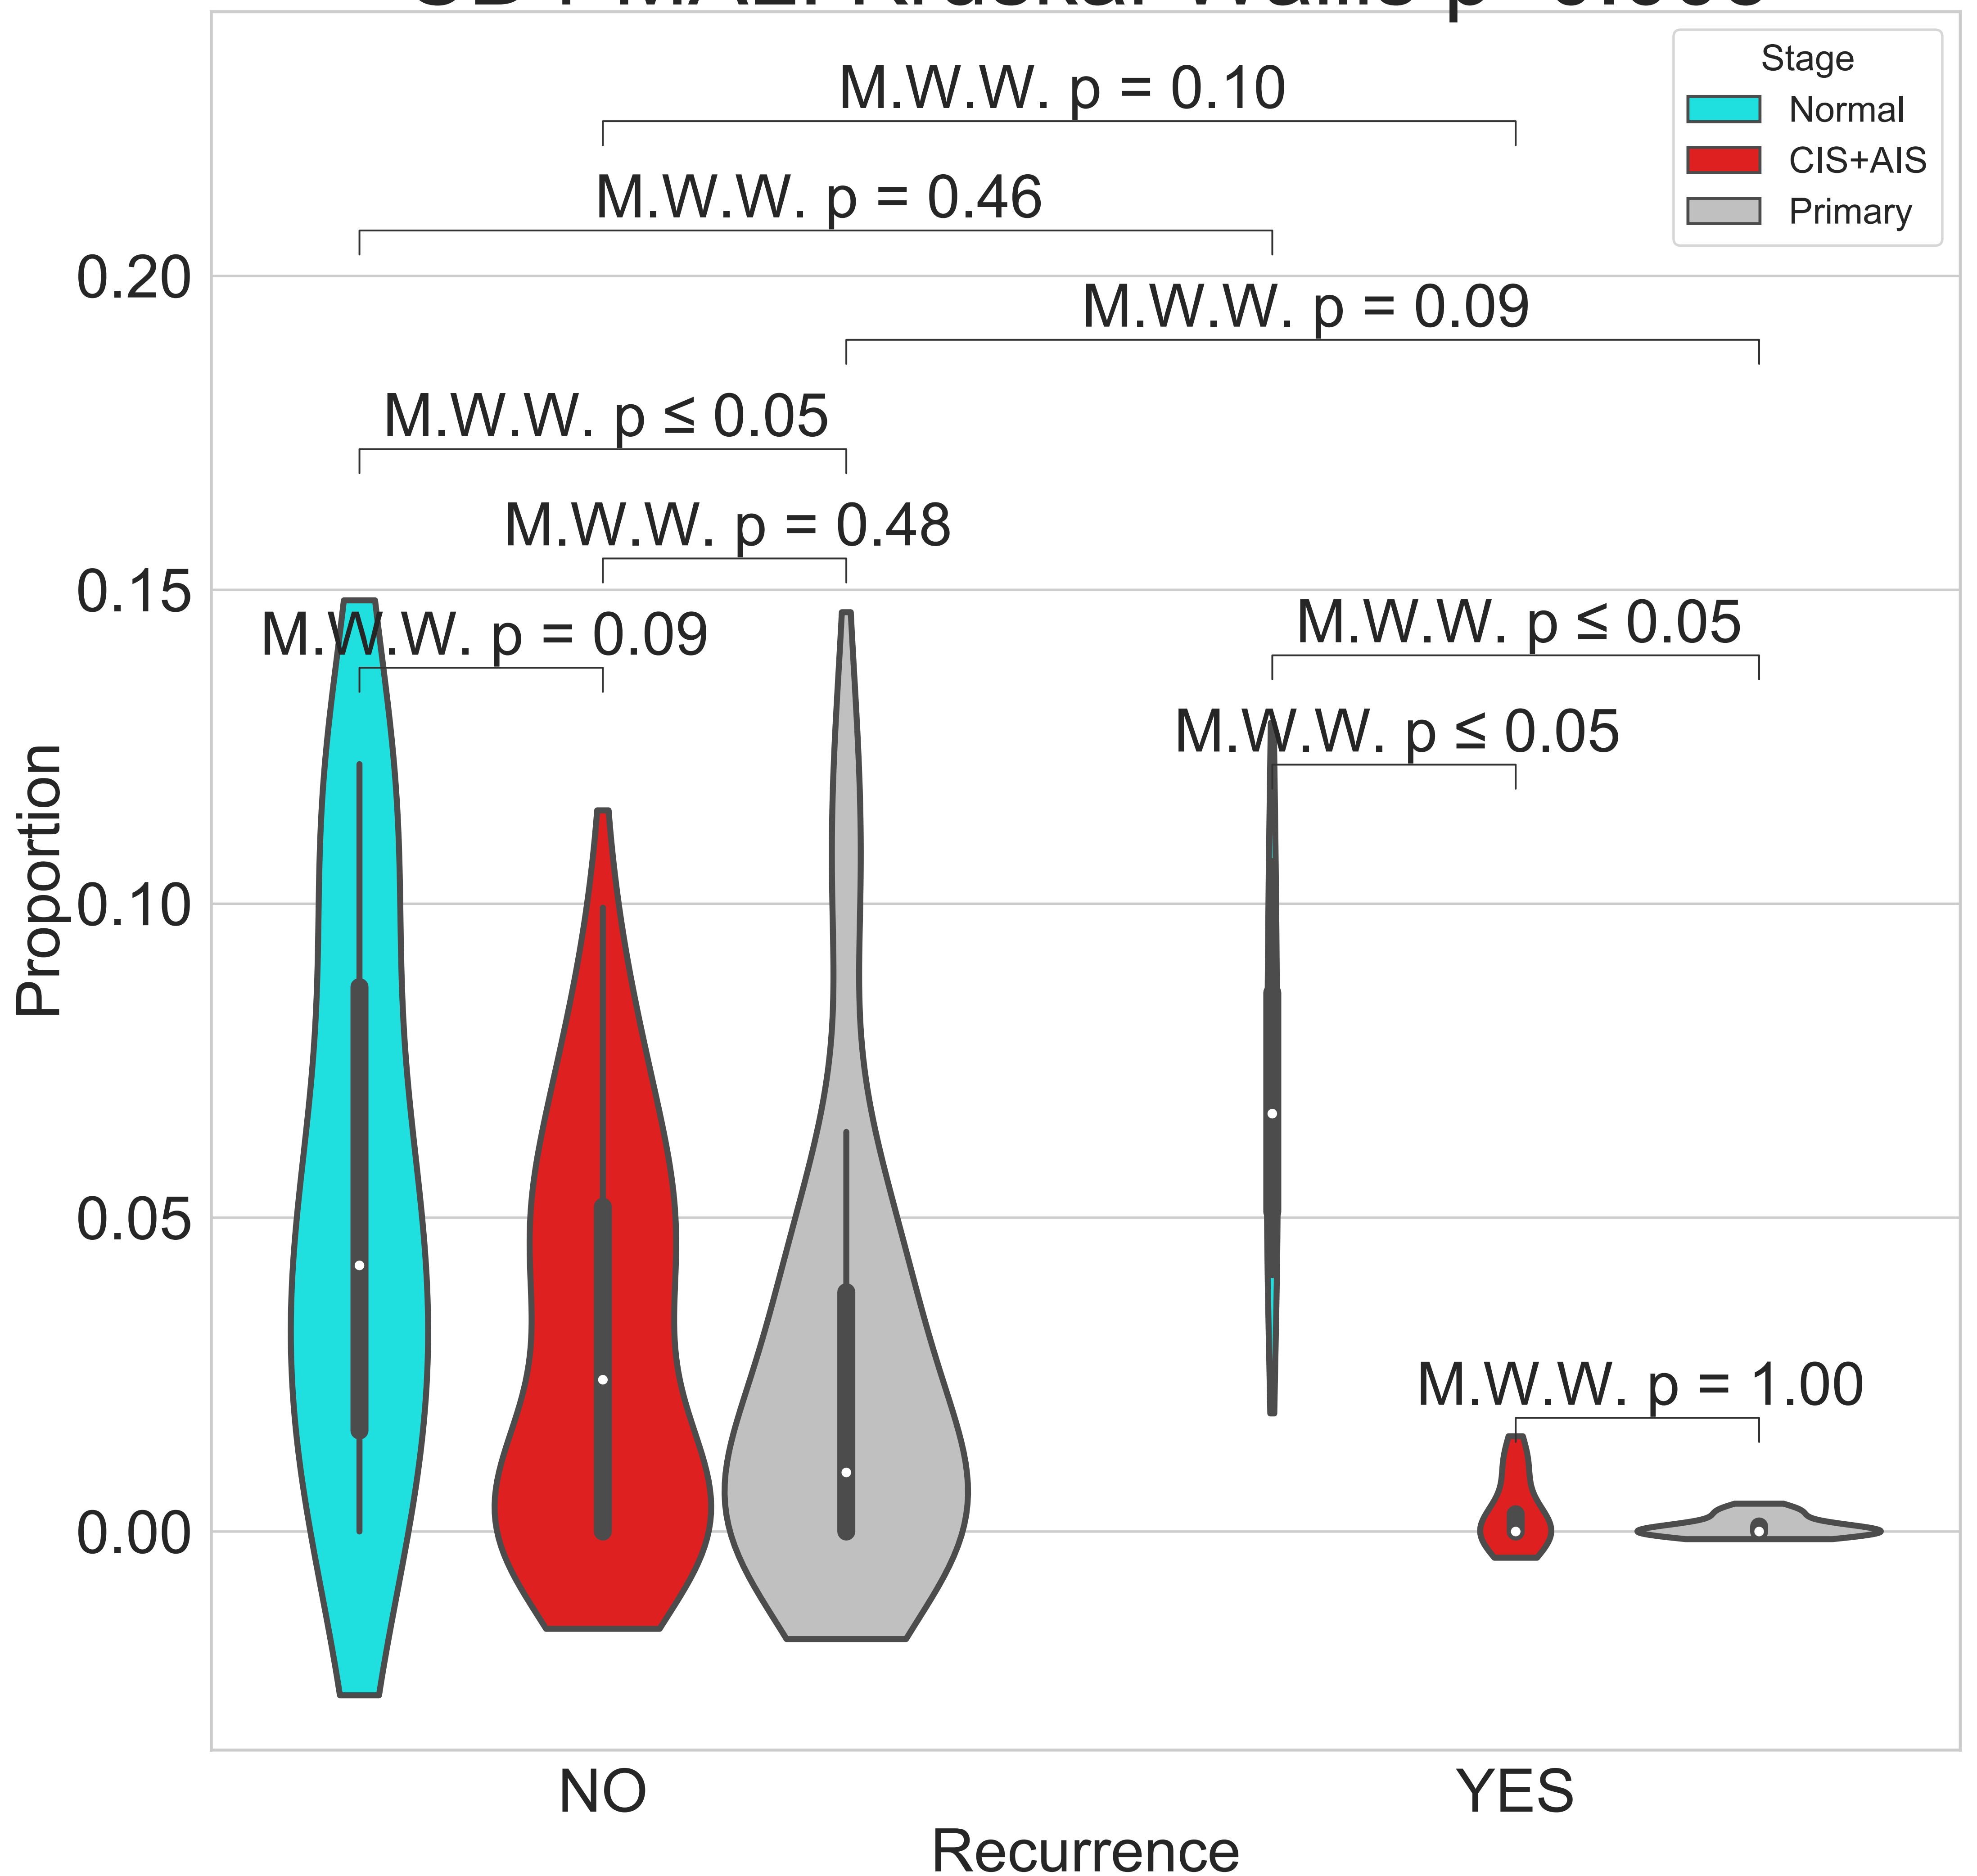 Stage
Normal
CIS+AIS
Primary
M.W.W. p = 0.10
M.W.W. p = 0.46
0.20
M.W.W. p = 0.09
M.W.W. p ≤ 0.05
M.W.W. p = 0.48
0.15
M.W.W. p = 0.09
M.W.W. p ≤ 0.05
M.W.W. p ≤ 0.05
Proportion
0.10
0.05
M.W.W. p = 1.00
0.00
NO
YES
Recurrence